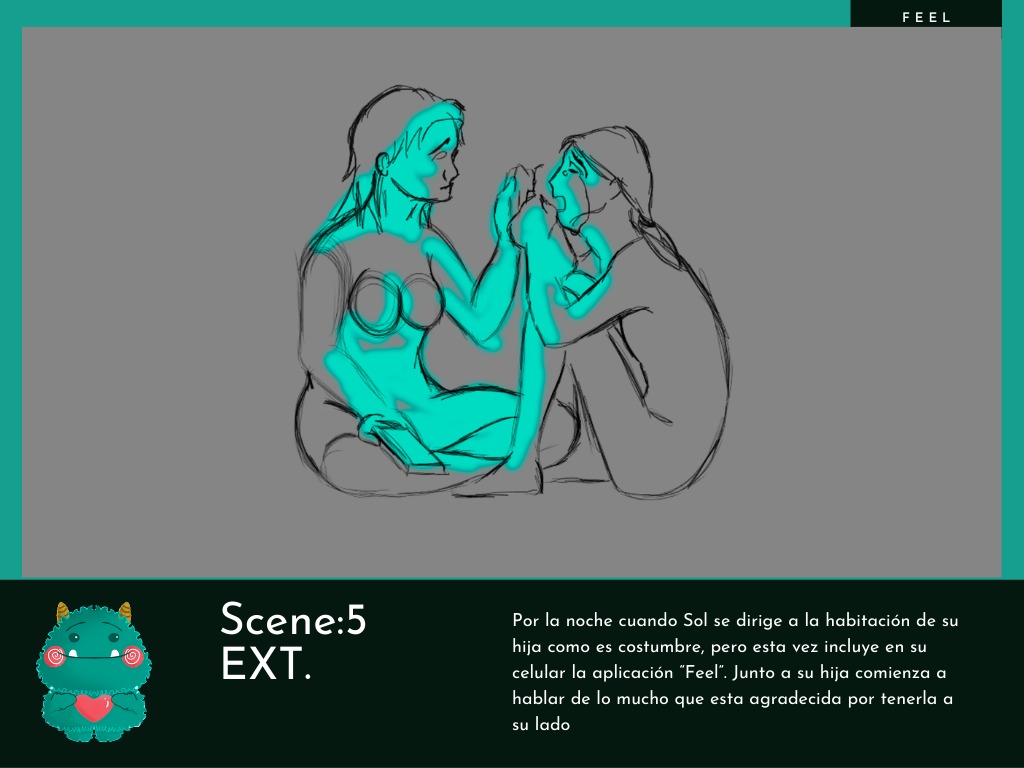 FEEL
Scene:5
EXT.
Por la noche cuando Sol se dirige a la habitación de su
hija como es costumbre, pero esta vez incluye en su
celular la aplicación “Feel”. Junto a su hija comienza a
hablar de lo mucho que esta agradecida por tenerla a
su lado